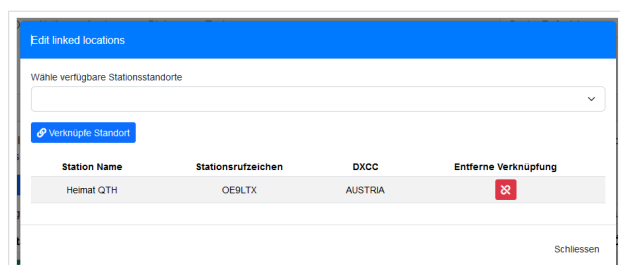 Edit linked locations
Wähle verfügbare Stationsstandorte
Verknüpfe Standort
Station Name Stationsrufzeichen DXCC Entferne Verknüpfung
Heimat QTH OE9LTX AUSTRIA
Schliessen